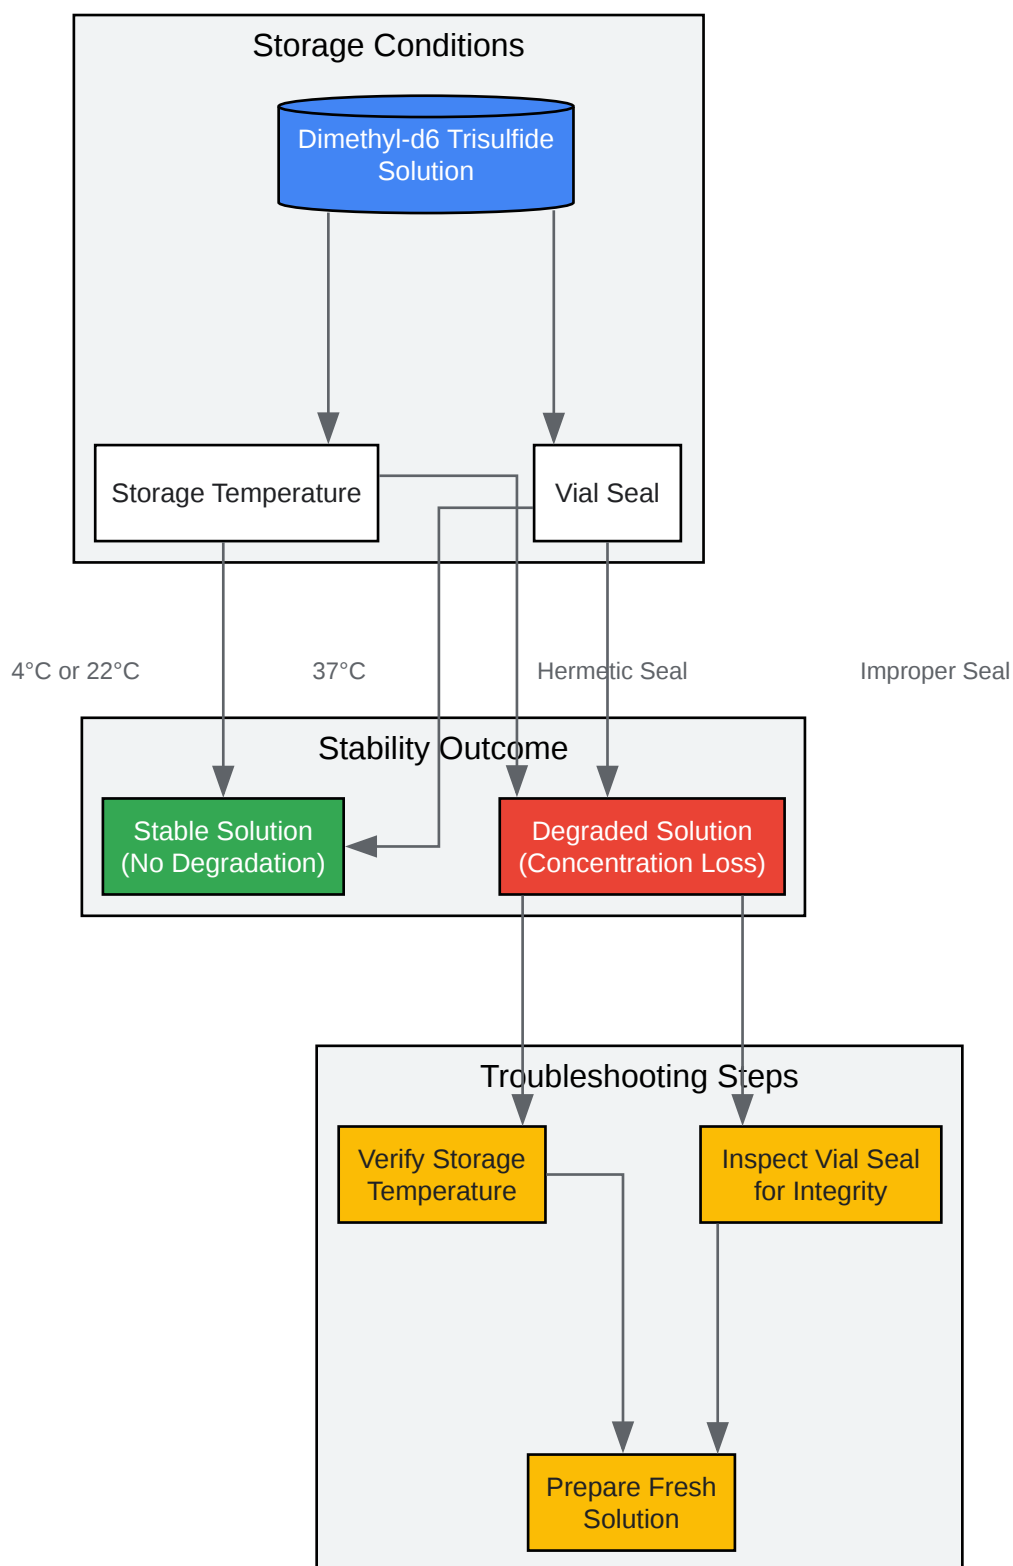 Storage Conditions
Dimethyl-d6 Trisulfide
Solution
Storage Temperature
Vial Seal
4°C or 22°C
37°C
Hermetic Seal
Improper Seal
Stability Outcome
Stable Solution
(No Degradation)
Degraded Solution
(Concentration Loss)
Troubleshooting Steps
Verify Storage
Temperature
Inspect Vial Seal
for Integrity
Prepare Fresh
Solution